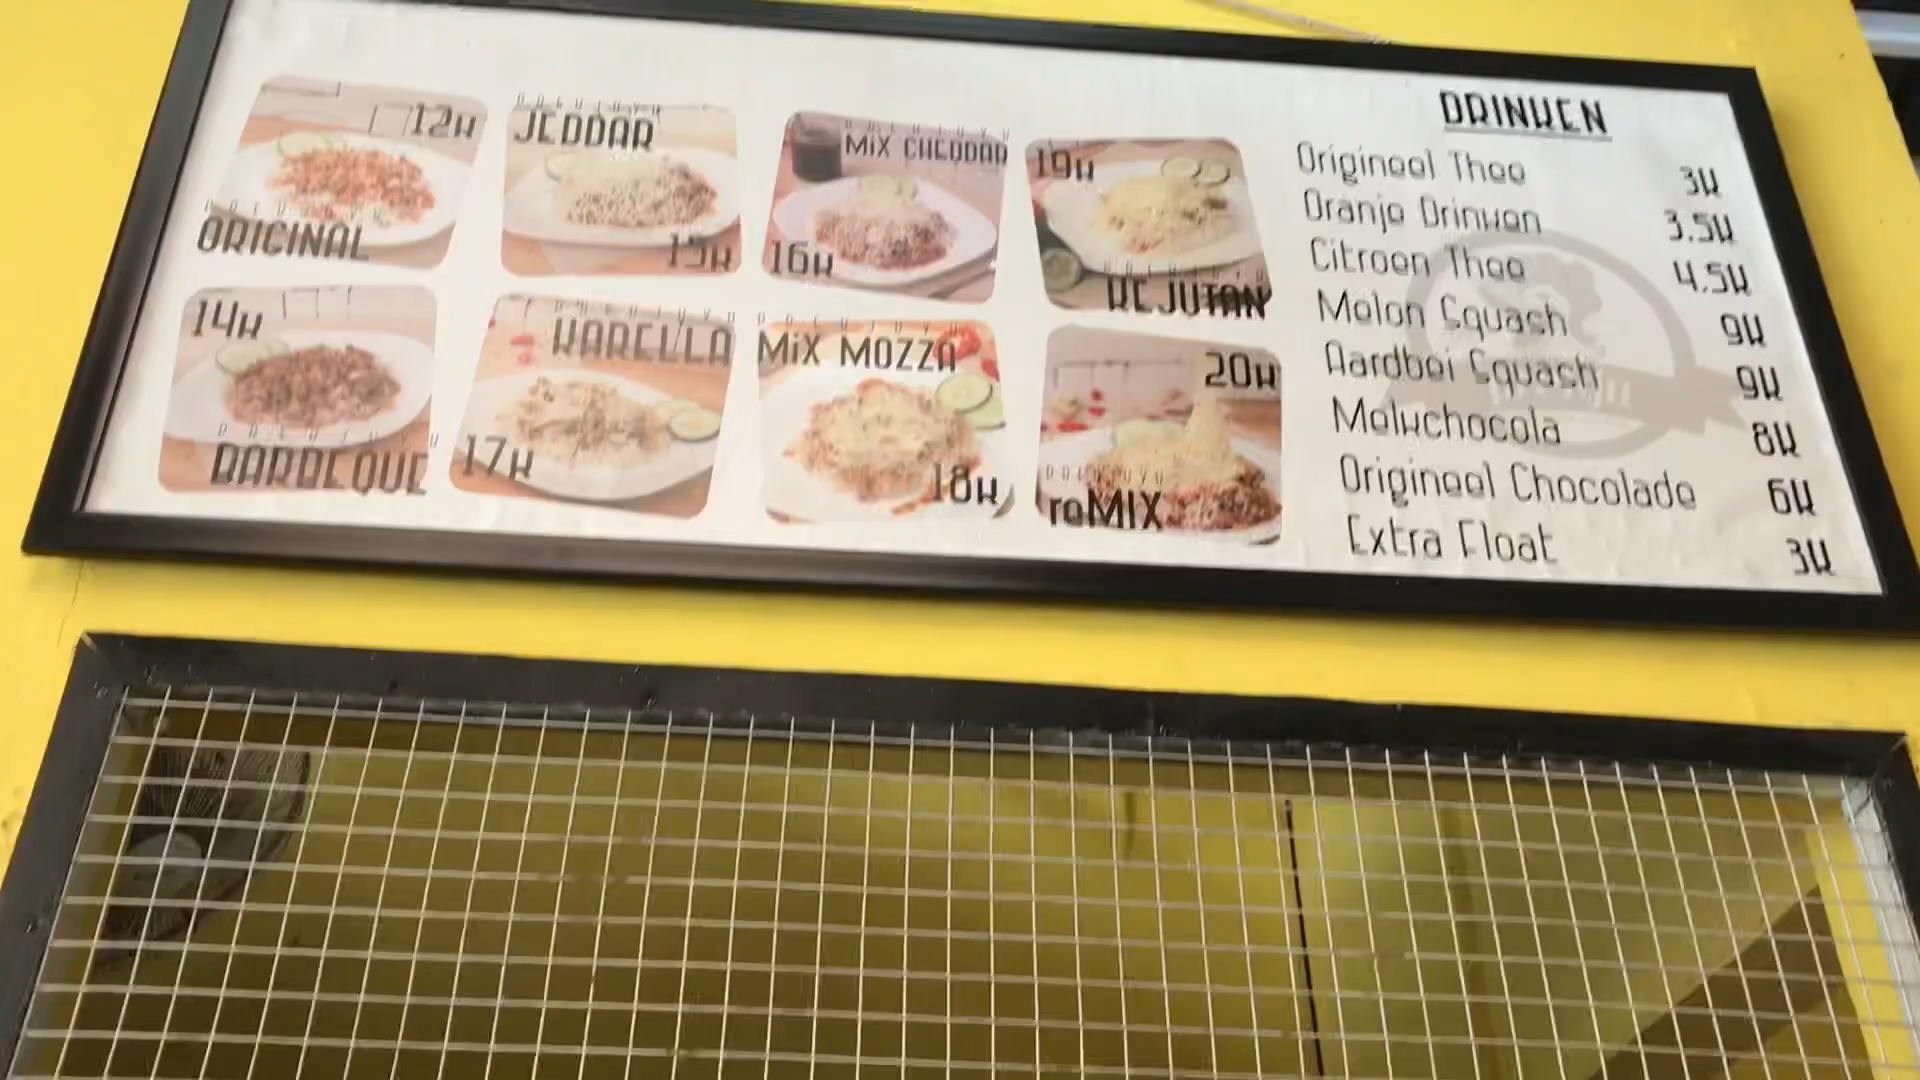 12K
ORIGINAL
JEDDAR
15K
MiX CHEDDAR
16K
19K
KEJUTAN
14K
BARBEQUE
KARELLA
17K
MiX MOZZA
18K
20K
reMIX
DRINKEN
Origineel Thee 3K
Oranje Drinken 3.5K
Citroen Thee 4.5K
Melon Squash 9K
Aardbei Squash 9K
Melkchocola 8K
Origineel Chocolade 6K
Extra Float 3K